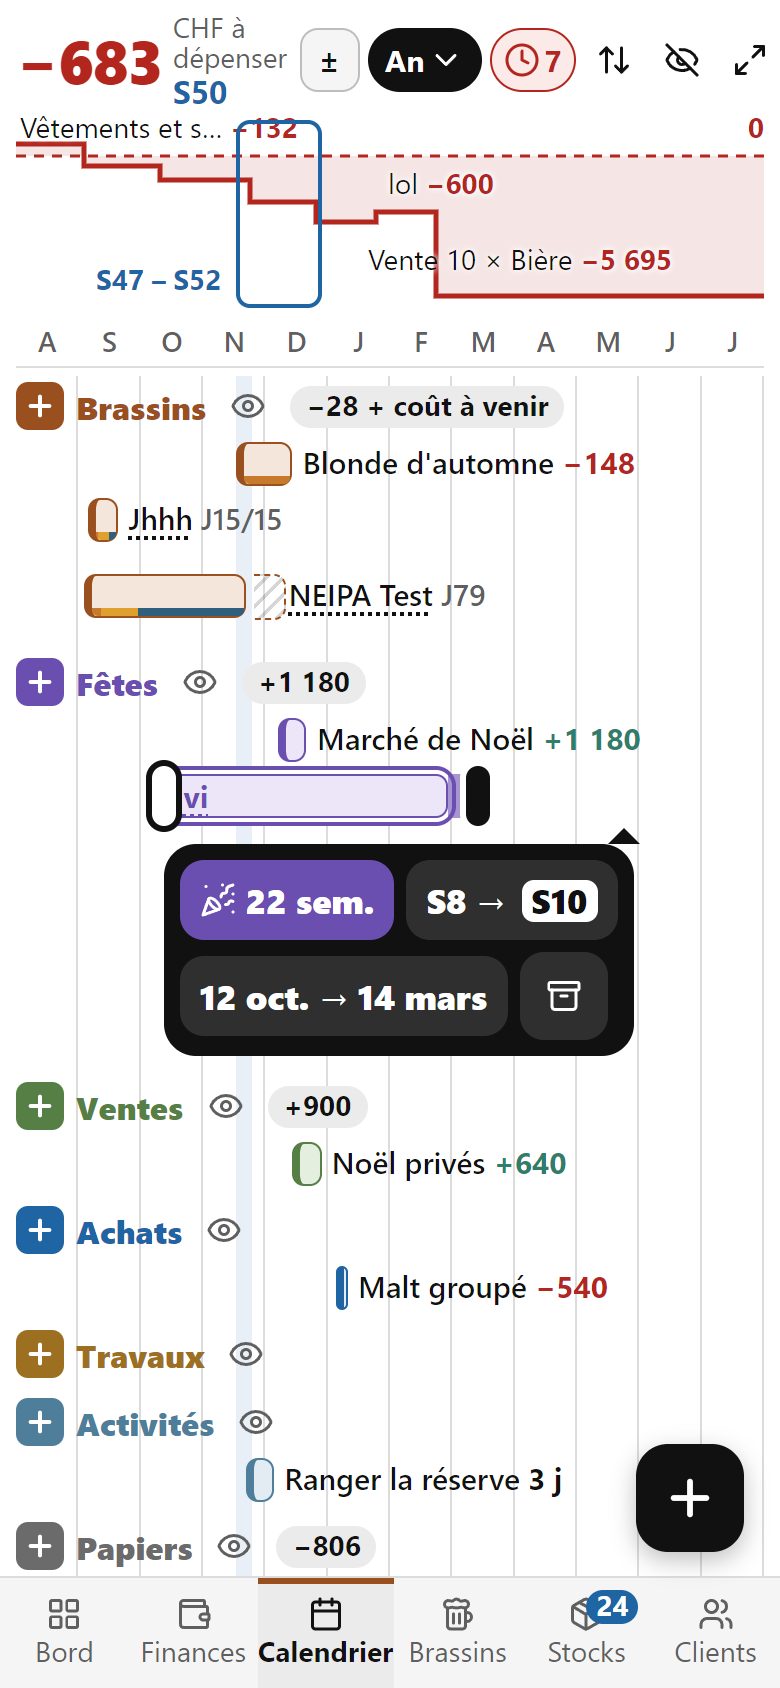 −683
CHF à
dépenser
S50
±
An
7
Vêtements et s... −132
0
lol −600
Vente 10 × Bière −5 695
S47 – S52
A S O N D J F M A M J J
Brassins
−28 + coût à venir
Blonde d'automne −148
Jhhh J15/15
NEIPA Test J79
Fêtes
+1 180
Marché de Noël +1 180
vi
22 sem.
S8 → S10
12 oct. → 14 mars
Ventes
+900
Noël privés +640
Achats
Malt groupé −540
Travaux
Activités
Ranger la réserve 3 j
Papiers
−806
24
Bord Finances Calendrier Brassins Stocks Clients